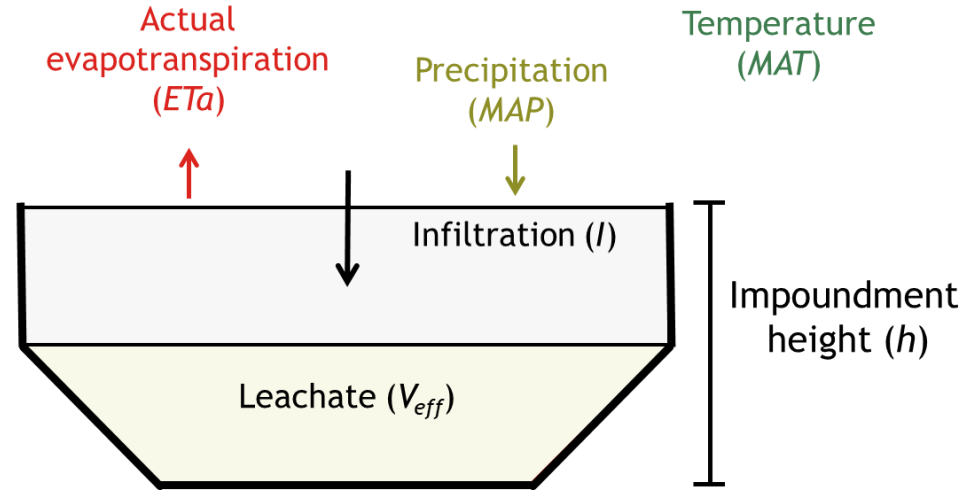 Actual
evapotranspiration
(ETa)
Precipitation
(MAP)
Temperature
(MAT)
Infiltration (I)
Impoundment
height (h)
Leachate (Veff)